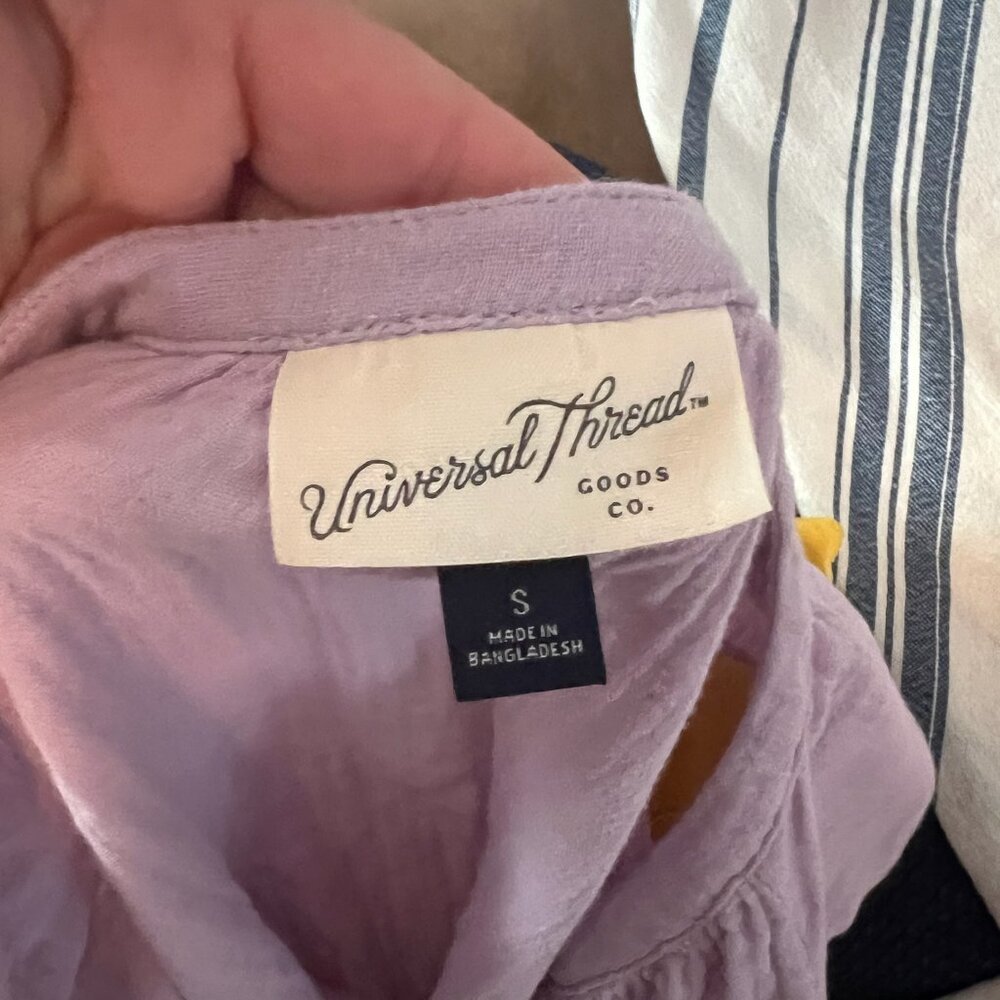 Universal Thread™
GOODS
CO.
S
MADE IN
BANGLADESH